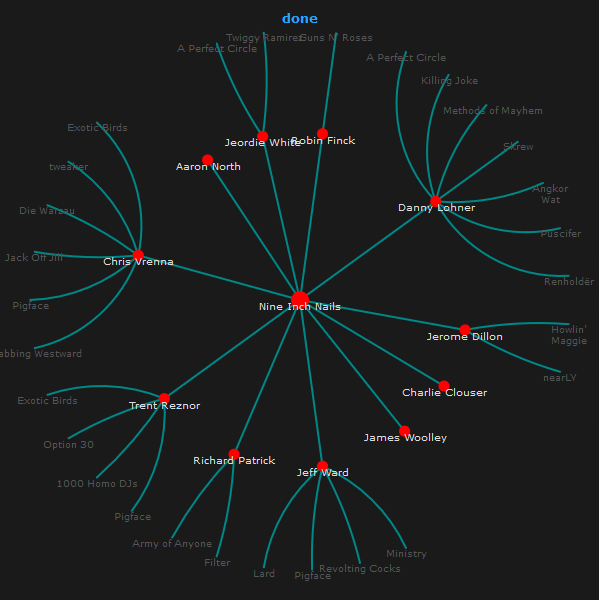 done
Twiggy Ramirez
Guns N' Roses
A Perfect Circle
A Perfect Circle
Killing Joke
Methods of Mayhem
Exotic Birds
Jeordie White
Robin Finck
Skrew
tweaker
Aaron North
Angkor
Wat
Die Warzau
Danny Lohner
Puscifer
Jack Off Jill
Chris Vrenna
Renholdër
Pigface
Nine Inch Nails
Howlin'
Maggie
Jerome Dillon
abbing Westward
nearLY
Charlie Clouser
Exotic Birds
Trent Reznor
James Woolley
Option 30
Richard Patrick
Jeff Ward
1000 Homo DJs
Pigface
Army of Anyone
Ministry
Filter
Revolting Cocks
Lard
Pigface